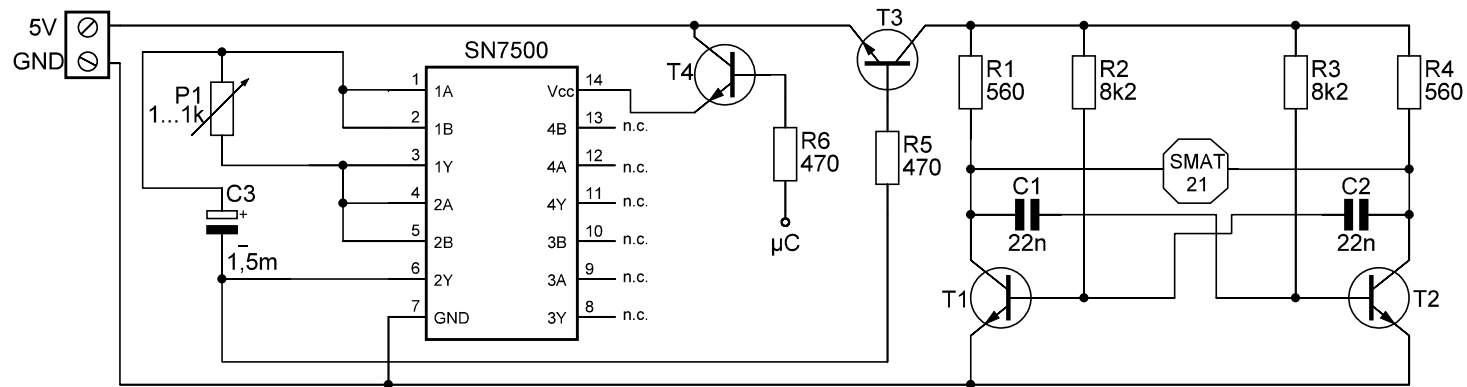 5V
GND
P1
1...1k
C3
+
–
1,5m
SN7500
1
1A
2
1B
3
1Y
4
2A
5
2B
6
2Y
7
GND
14
Vcc
13
4B
n.c.
12
4A
n.c.
11
4Y
n.c.
10
3B
n.c.
9
3A
n.c.
8
3Y
n.c.
T4
R6
470
µC
T3
R5
470
R1
560
R2
8k2
R3
8k2
R4
560
SMAT
21
C1
22n
C2
22n
T1
T2